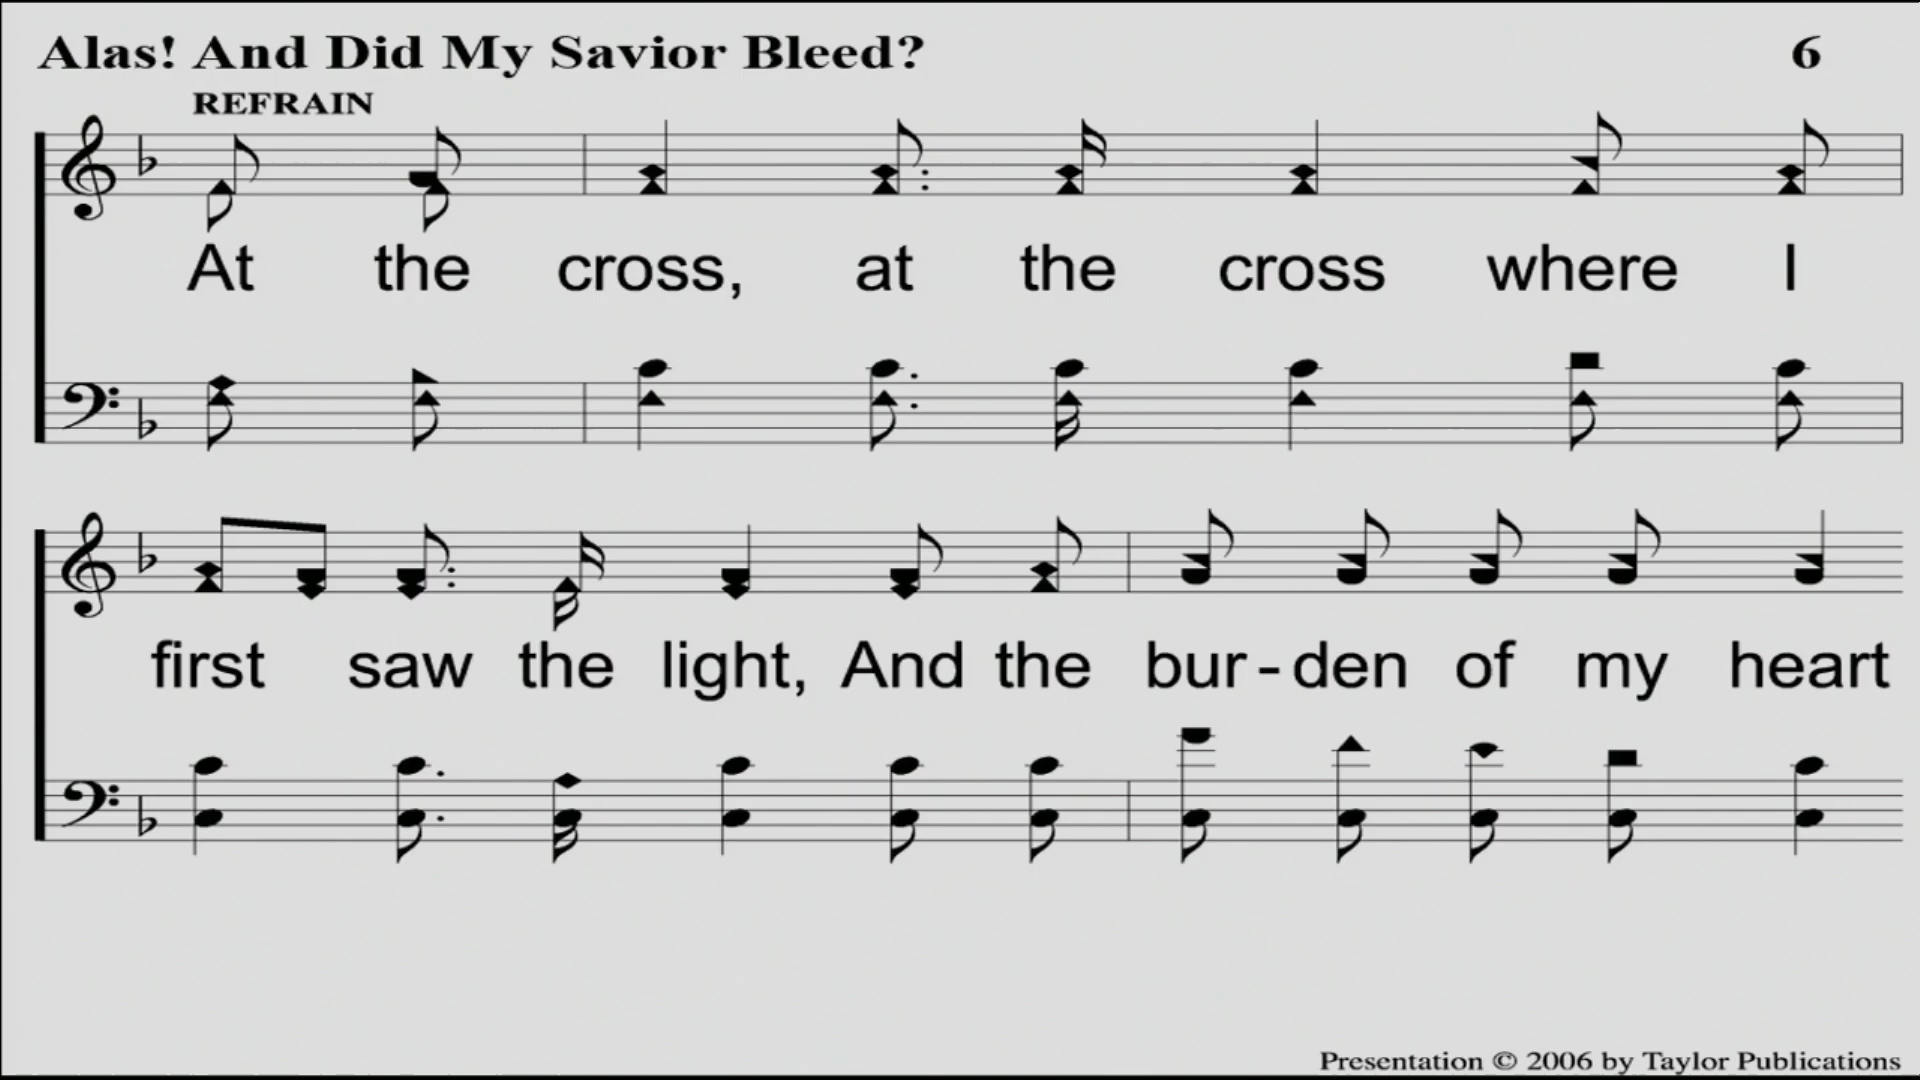 Alas! And Did My Savior Bleed? 6
REFRAIN
At the cross, at the cross where I
first saw the light, And the bur-den of my heart
Presentation © 2006 by Taylor Publications